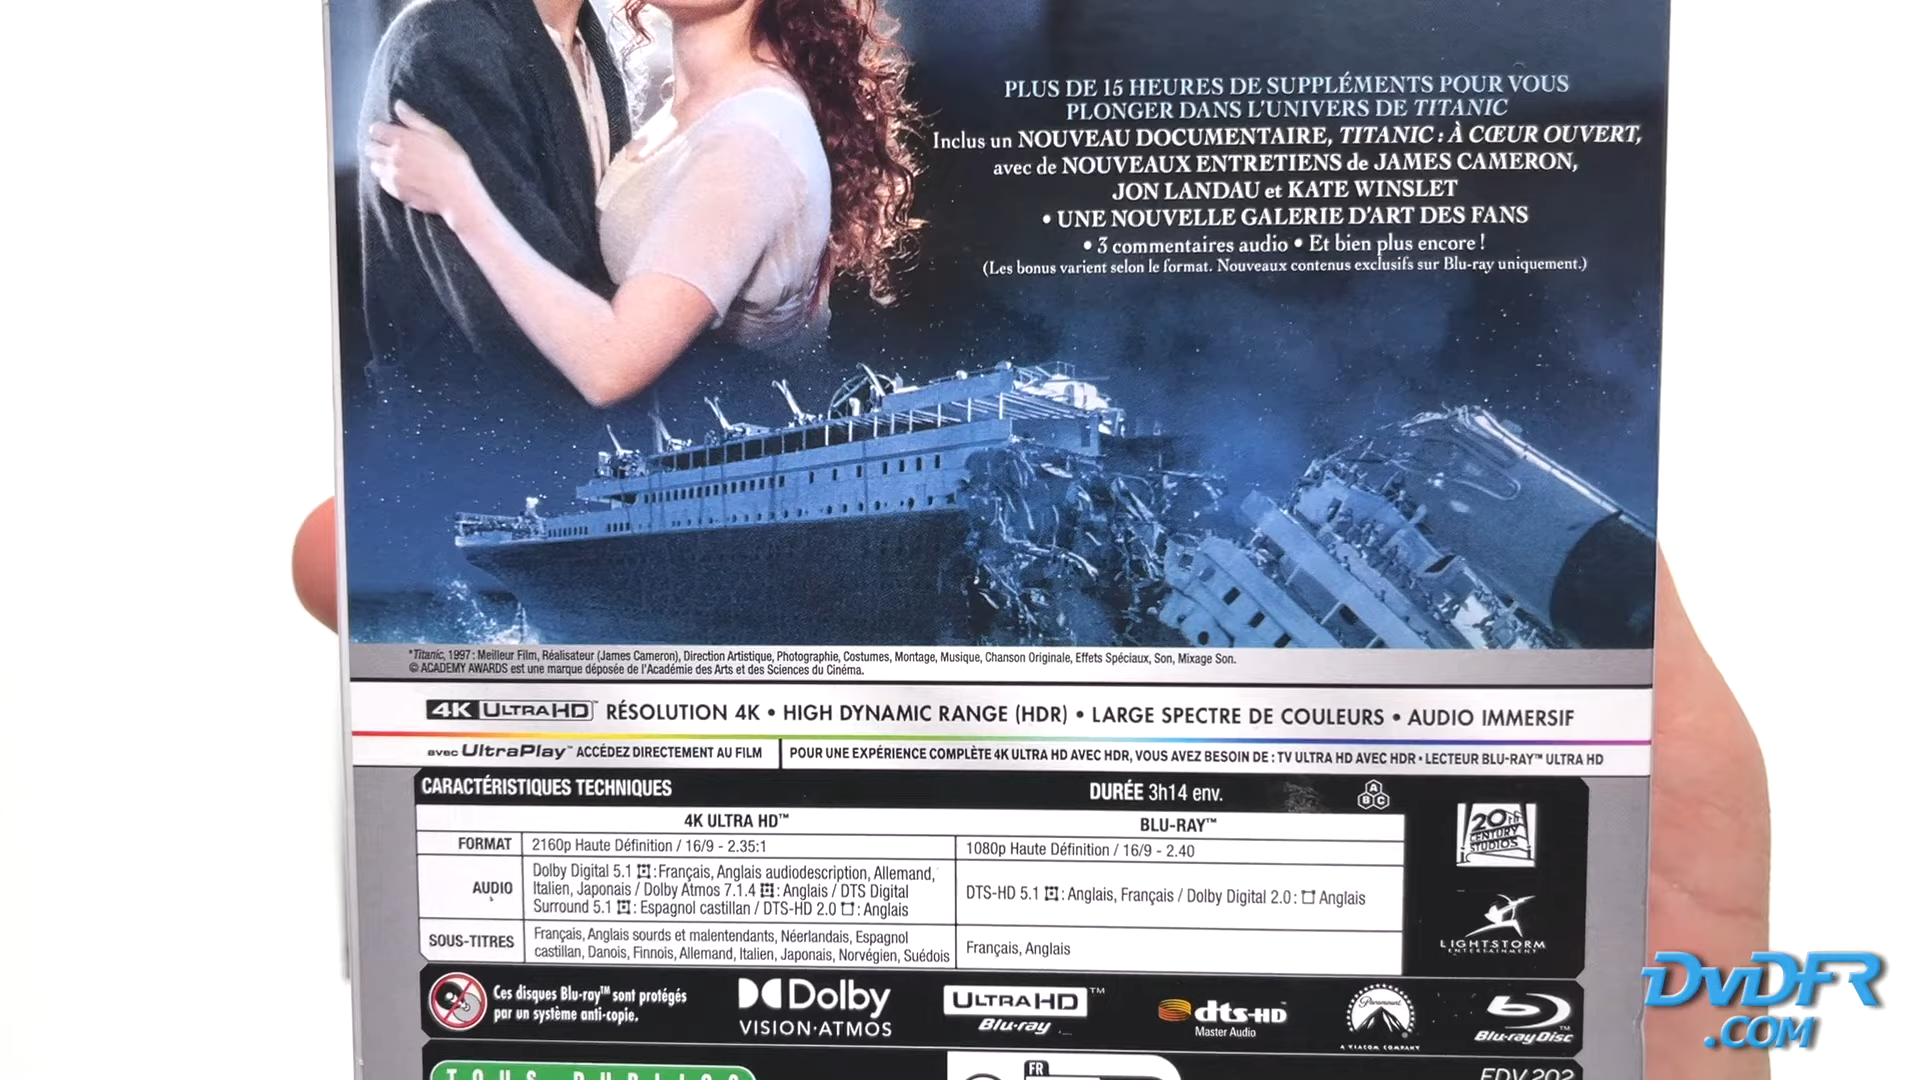 PLUS DE 15 HEURES DE SUPPLÉMENTS POUR VOUS
PLONGER DANS L'UNIVERS DE TITANIC
Inclus un NOUVEAU DOCUMENTAIRE, TITANIC : À CŒUR OUVERT,
avec de NOUVEAUX ENTRETIENS de JAMES CAMERON,
JON LANDAU et KATE WINSLET
• UNE NOUVELLE GALERIE D'ART DES FANS
• 3 commentaires audio • Et bien plus encore !
(Les bonus varient selon le format. Nouveaux contenus exclusifs sur Blu-ray uniquement.)
*Titanic, 1997 : Meilleur Film, Réalisateur (James Cameron), Direction Artistique, Photographie, Costumes, Montage, Musique, Chanson Originale, Effets Spéciaux, Son, Mixage Son.
© ACADEMY AWARDS est une marque déposée de l'Académie des Arts et des Sciences du Cinéma.
4K ULTRA HD™ RÉSOLUTION 4K • HIGH DYNAMIC RANGE (HDR) • LARGE SPECTRE DE COULEURS • AUDIO IMMERSIF
avec UltraPlay™ ACCÉDEZ DIRECTEMENT AU FILM
POUR UNE EXPÉRIENCE COMPLÈTE 4K ULTRA HD AVEC HDR, VOUS AVEZ BESOIN DE : TV ULTRA HD AVEC HDR • LECTEUR BLU-RAY™ ULTRA HD
CARACTÉRISTIQUES TECHNIQUES
DURÉE 3h14 env.
A B C
4K ULTRA HD™
BLU-RAY™
FORMAT
2160p Haute Définition / 16/9 - 2.35:1
1080p Haute Définition / 16/9 - 2.40
AUDIO
Dolby Digital 5.1 : Français, Anglais audiodescription, Allemand,
Italien, Japonais / Dolby Atmos 7.1.4 : Anglais / DTS Digital
Surround 5.1 : Espagnol castillan / DTS-HD 2.0 : Anglais
DTS-HD 5.1 : Anglais, Français / Dolby Digital 2.0 : Anglais
SOUS-TITRES
Français, Anglais sourds et malentendants, Néerlandais, Espagnol
castillan, Danois, Finnois, Allemand, Italien, Japonais, Norvégien, Suédois
Français, Anglais
20th
CENTURY
STUDIOS
LIGHTSTORM
ENTERTAINMENT
Ces disques Blu-ray™ sont protégés
par un système anti-copie.
Dolby
VISION·ATMOS
ULTRA HD™
Blu-ray
dts-HD
Master Audio
Paramount
A VIACOM COMPANY
Blu-ray Disc™
DVDFR
.COM
TOUS PUBLICS
FR
EDV 202